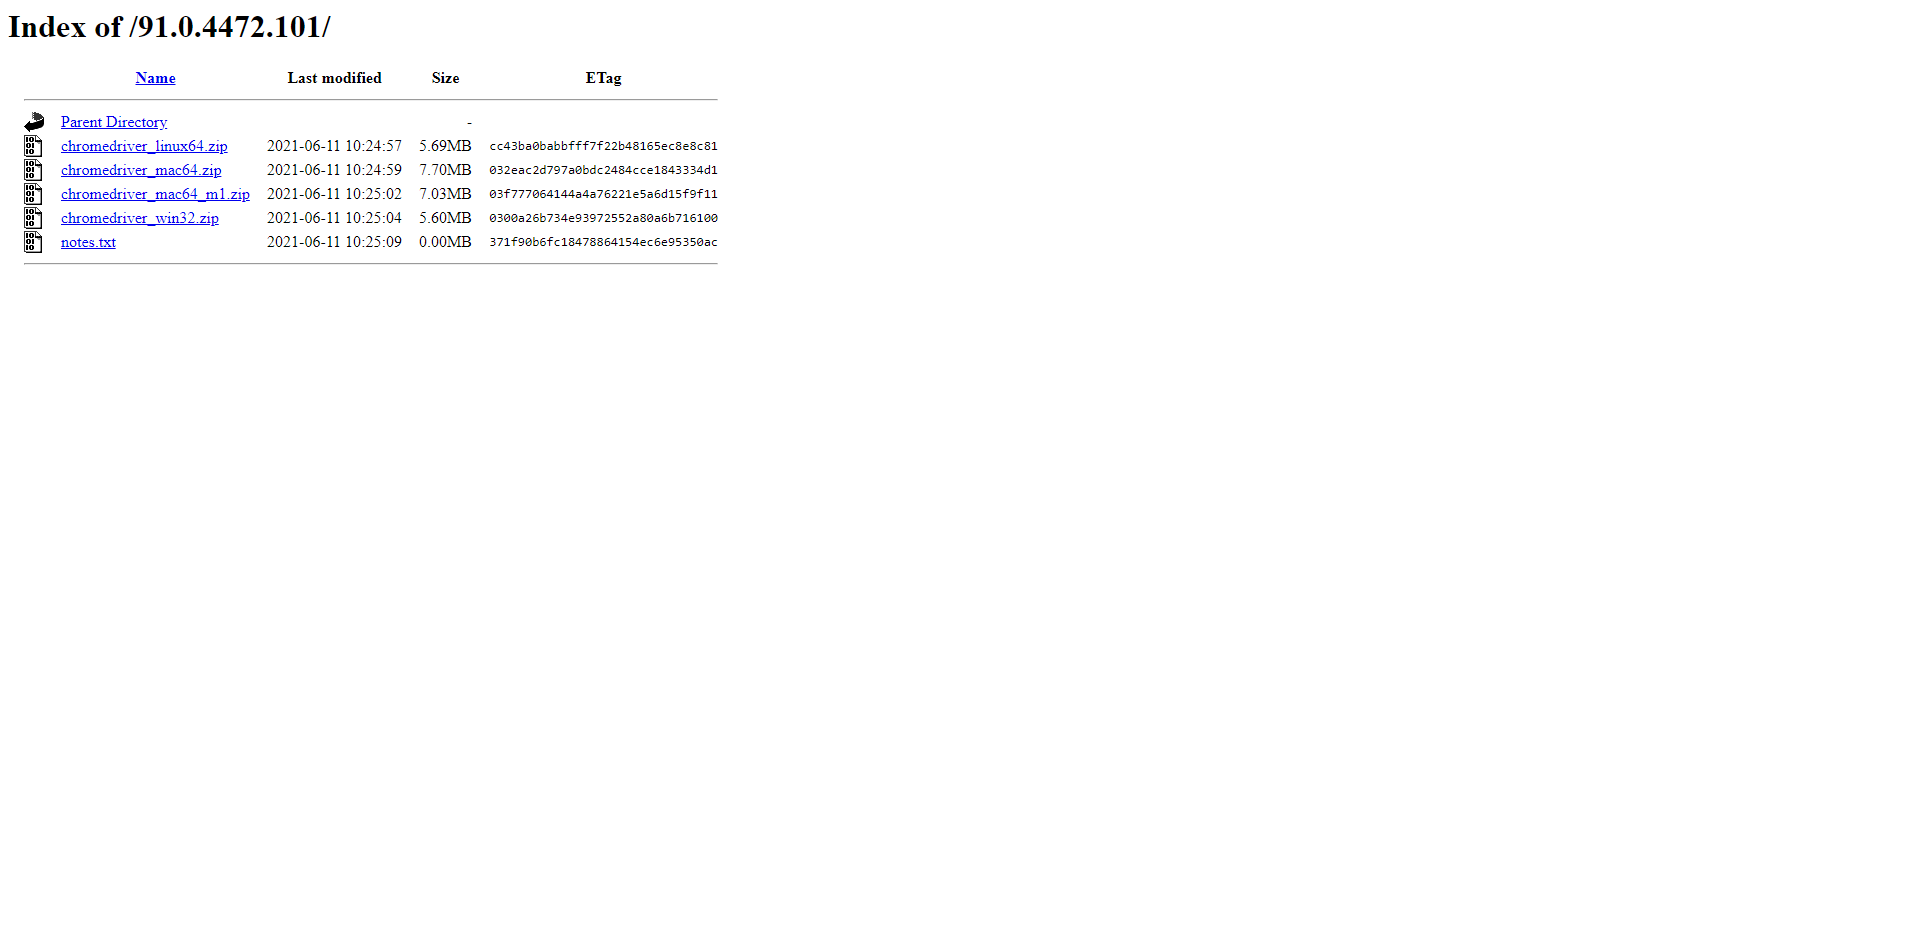 Index of /91.0.4472.101/
Name Last modified Size ETag
Parent Directory -
chromedriver_linux64.zip 2021-06-11 10:24:57 5.69MB cc43ba0babbfff7f22b48165ec8e8c81
chromedriver_mac64.zip 2021-06-11 10:24:59 7.70MB 032eac2d797a0bdc2484cce1843334d1
chromedriver_mac64_m1.zip 2021-06-11 10:25:02 7.03MB 03f777064144a4a76221e5a6d15f9f11
chromedriver_win32.zip 2021-06-11 10:25:04 5.60MB 0300a26b734e93972552a80a6b716100
notes.txt 2021-06-11 10:25:09 0.00MB 371f90b6fc18478864154ec6e95350ac